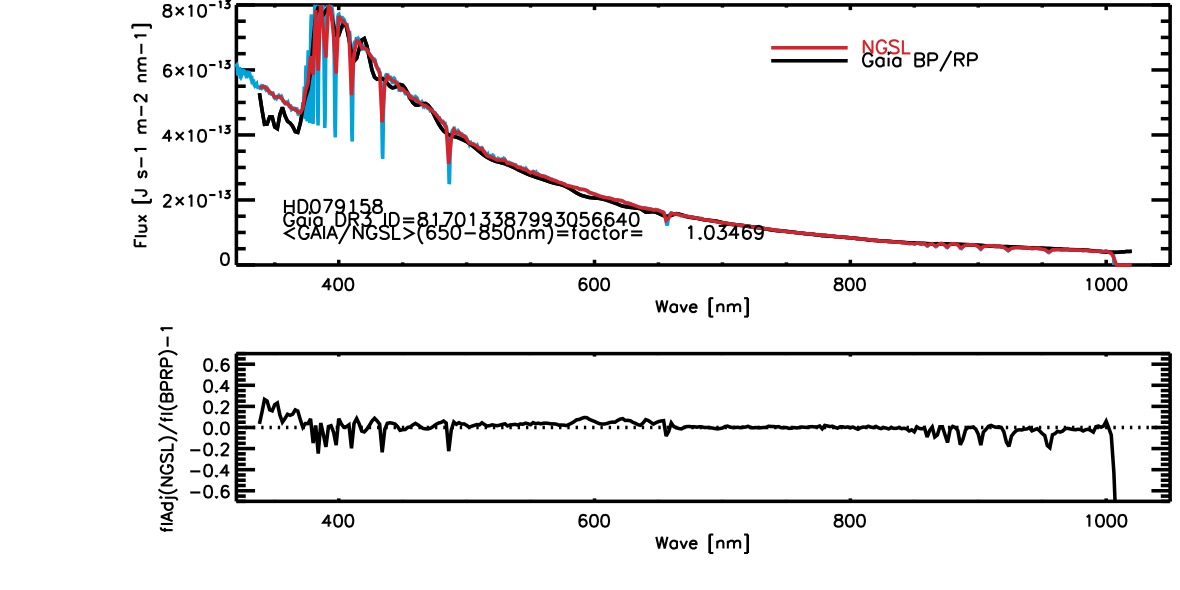 8×10−13
6×10−13
4×10−13
2×10−13
0
Flux [J s−1 m−2 nm−1]
NGSL
Gaia BP/RP
HD079158
Gaia DR3 ID=817013387993056640
<GAIA/NGSL>(650−850nm)=factor= 1.03469
400 600 800 1000
Wave [nm]
0.6
0.4
0.2
0.0
−0.2
−0.4
−0.6
flAdj(NGSL)/fl(BPRP)−1
400 600 800 1000
Wave [nm]